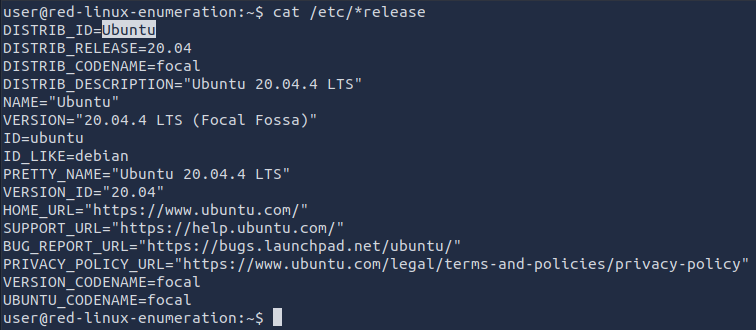 user@red-linux-enumeration:~$ cat /etc/*release
DISTRIB_ID=Ubuntu
DISTRIB_RELEASE=20.04
DISTRIB_CODENAME=focal
DISTRIB_DESCRIPTION="Ubuntu 20.04.4 LTS"
NAME="Ubuntu"
VERSION="20.04.4 LTS (Focal Fossa)"
ID=ubuntu
ID_LIKE=debian
PRETTY_NAME="Ubuntu 20.04.4 LTS"
VERSION_ID="20.04"
HOME_URL="https://www.ubuntu.com/"
SUPPORT_URL="https://help.ubuntu.com/"
BUG_REPORT_URL="https://bugs.launchpad.net/ubuntu/"
PRIVACY_POLICY_URL="https://www.ubuntu.com/legal/terms-and-policies/privacy-policy"
VERSION_CODENAME=focal
UBUNTU_CODENAME=focal
user@red-linux-enumeration:~$